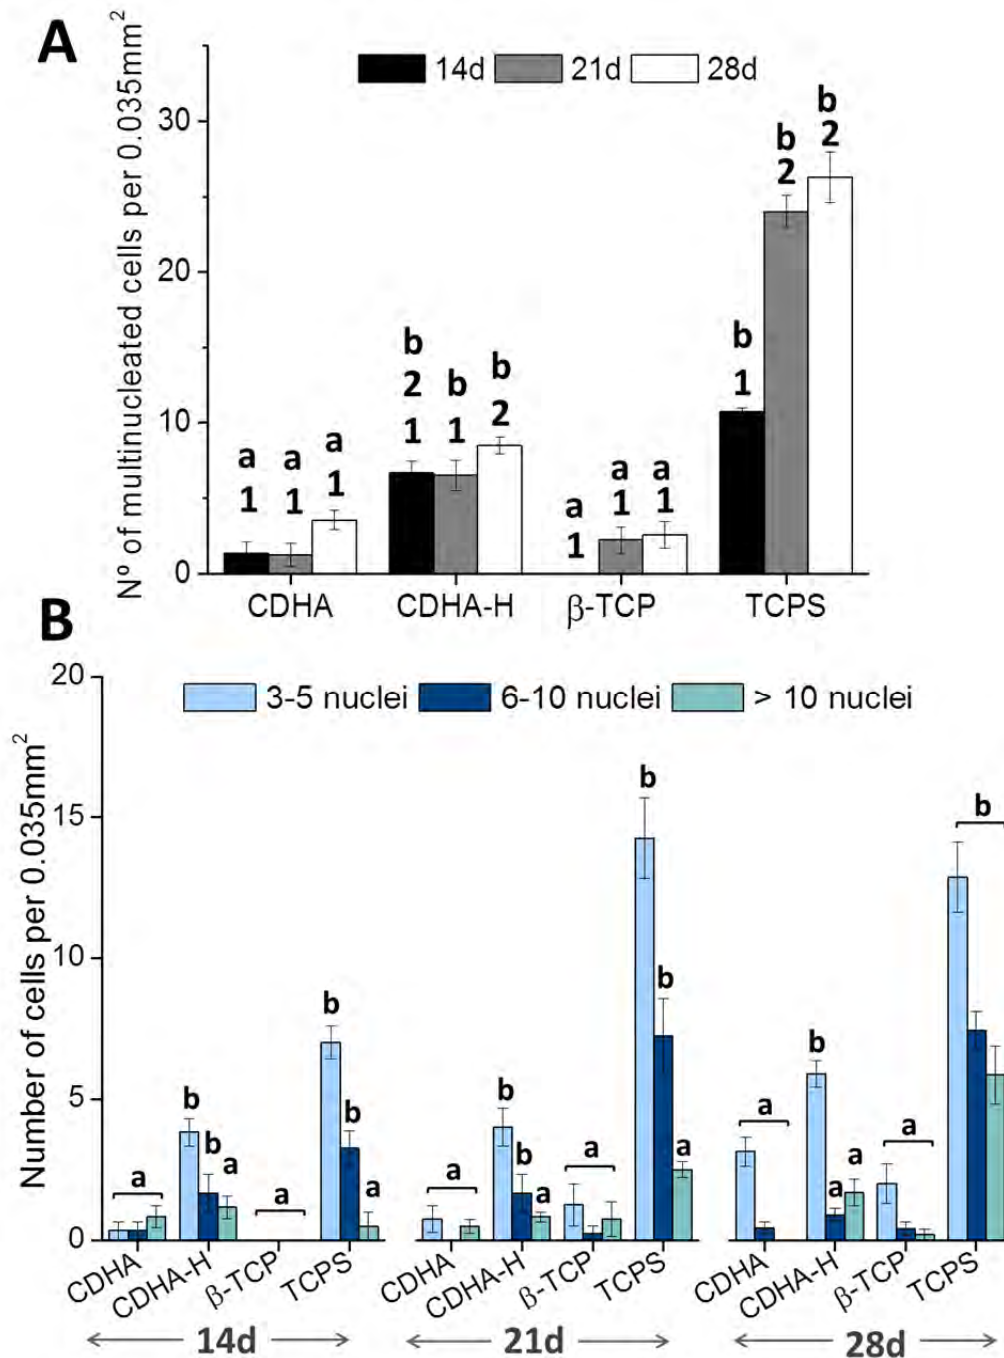 A
Nº of multinucleated cells per 0.035mm²
14d 21d 28d
30
20
10
0
a
1
a
1
a
1
b
2
1
b
1
b
2
a
1
a
1
a
1
b
1
b
2
b
2
CDHA CDHA-H β-TCP TCPS
B
Number of cells per 0.035mm²
3-5 nuclei 6-10 nuclei > 10 nuclei
20
15
10
5
0
a
b
b
a
a
b
b
a
a
b
b
a
a
b
b
a
a
b
a
a
a
b
CDHA CDHA-H β-TCP TCPS CDHA CDHA-H β-TCP TCPS CDHA CDHA-H β-TCP TCPS
14d 21d 28d